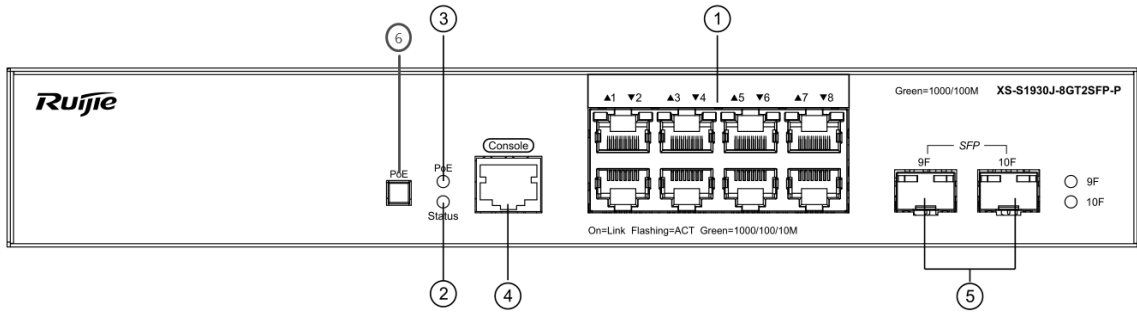 ③ ①
⑥
▲1 ▼2 ▲3 ▼4 ▲5 ▼6 ▲7 ▼8
Green=1000/100M XS-S1930J-8GT2SFP-P
Ruijie
Console
SFP
PoE PoE
9F 10F
9F
10F
Status
On=Link Flashing=ACT Green=1000/100/10M
② ④ ⑤